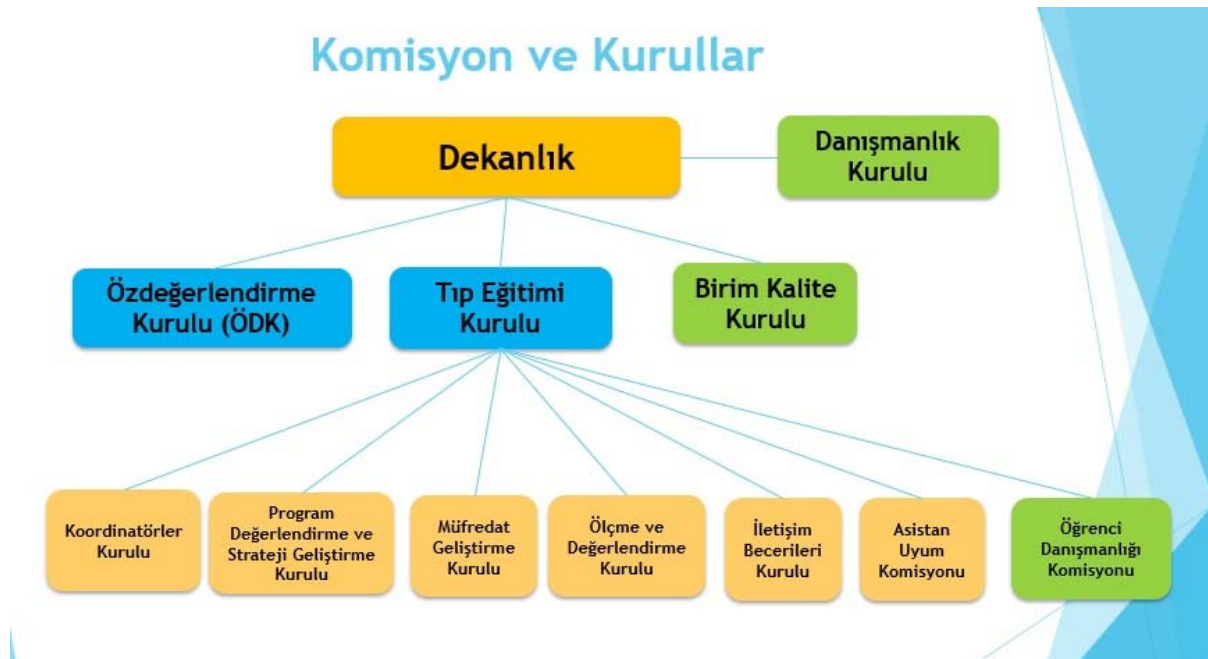 Komisyon ve Kurullar
Dekanlık
Danışmanlık
Kurulu
Özdeğerlendirme
Kurulu (ÖDK)
Tıp Eğitimi
Kurulu
Birim Kalite
Kurulu
Koordinatörler
Kurulu
Program
Değerlendirme ve
Strateji Geliştirme
Kurulu
Müfredat
Geliştirme
Kurulu
Ölçme ve
Değerlendirme
Kurulu
İletişim
Becerileri
Kurulu
Asistan
Uyum
Komisyonu
Öğrenci
Danışmanlığı
Komisyonu